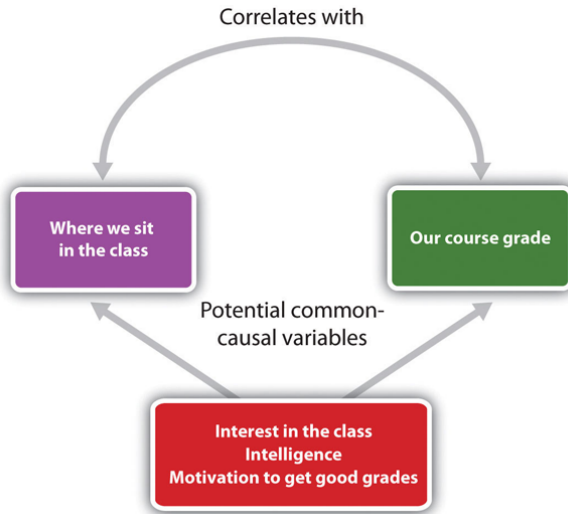 Correlates with
Where we sit
in the class
Our course grade
Potential common-
causal variables
Interest in the class
Intelligence
Motivation to get good grades